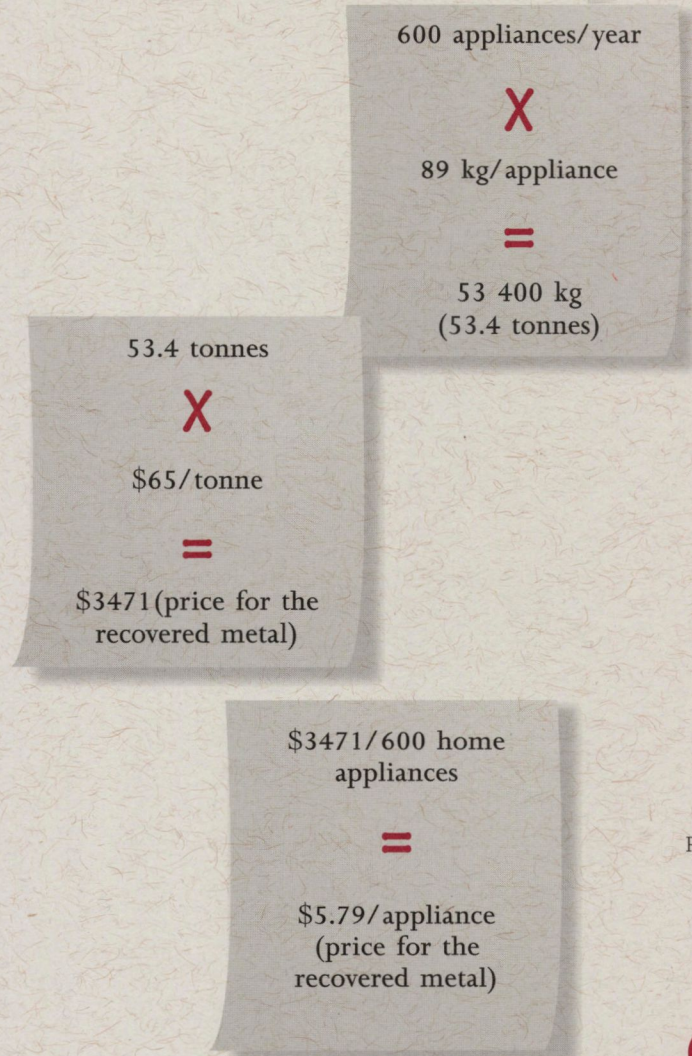 600 appliances/year
X
89 kg/appliance
=
53 400 kg
(53.4 tonnes)
53.4 tonnes
X
$65/tonne
=
$3471(price for the
recovered metal)
$3471/600 home
appliances
=
$5.79/appliance
(price for the
recovered metal)